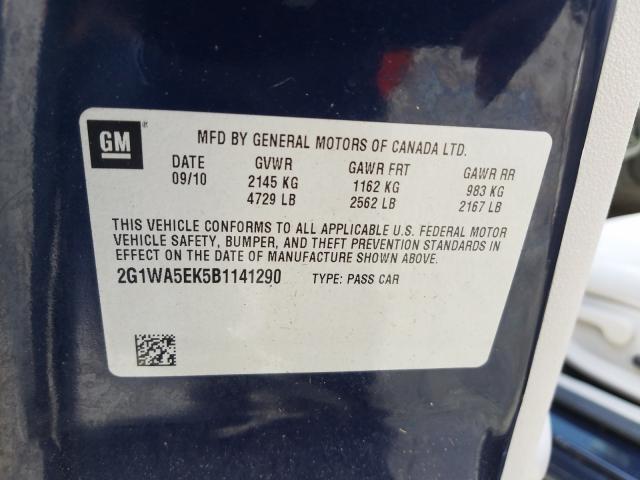 GM®
MFD BY GENERAL MOTORS OF CANADA LTD.
DATE GVWR GAWR FRT GAWR RR
09/10 2145 KG 1162 KG 983 KG
4729 LB 2562 LB 2167 LB
THIS VEHICLE CONFORMS TO ALL APPLICABLE U.S. FEDERAL MOTOR
VEHICLE SAFETY, BUMPER, AND THEFT PREVENTION STANDARDS IN
EFFECT ON THE DATE OF MANUFACTURE SHOWN ABOVE.
2G1WA5EK5B1141290 TYPE: PASS CAR